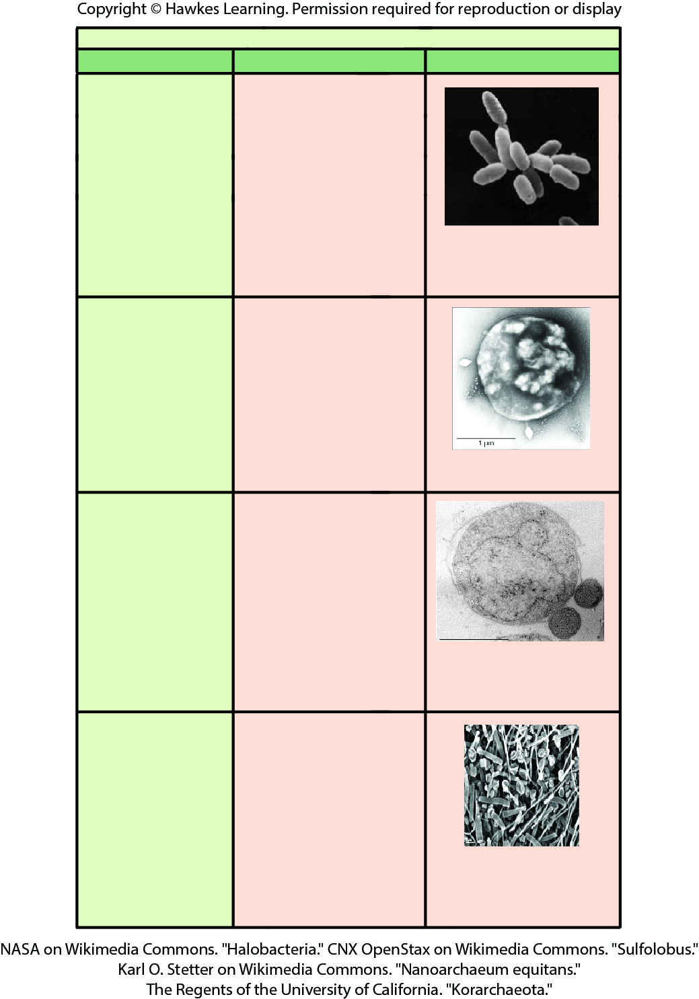 Copyright © Hawkes Learning. Permission required for reproduction or display
1 µm
NASA on Wikimedia Commons. "Halobacteria." CNX OpenStax on Wikimedia Commons. "Sulfolobus."
Karl O. Stetter on Wikimedia Commons. "Nanoarchaeum equitans."
The Regents of the University of California. "Korarchaeota."